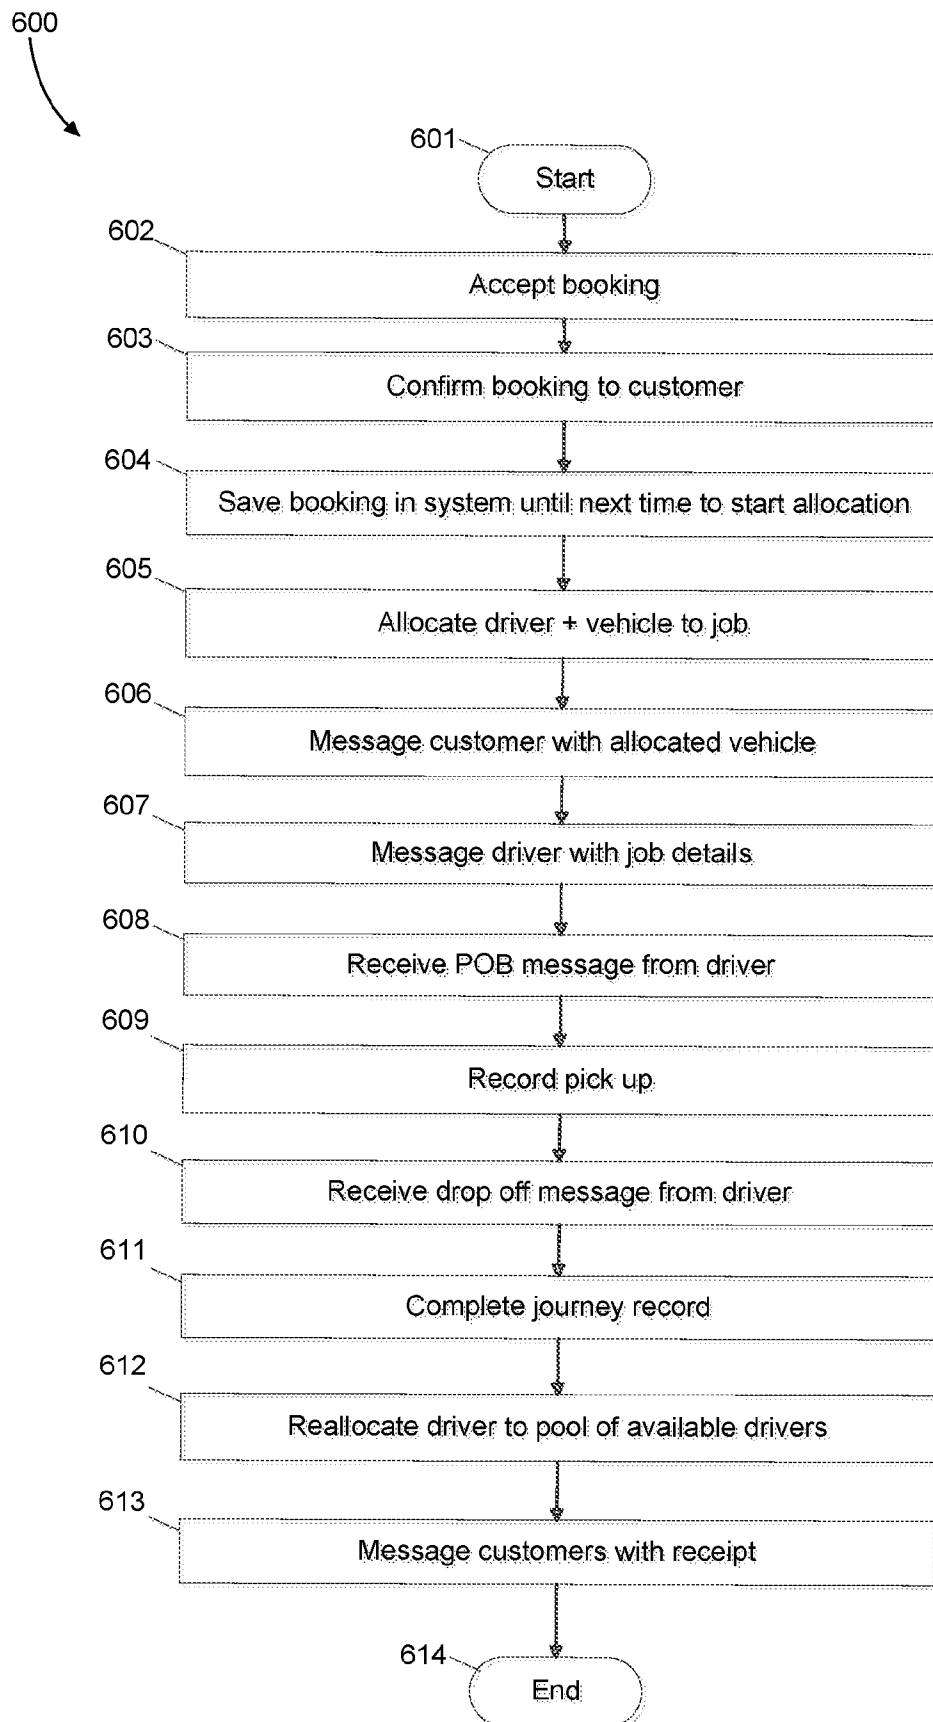 600
601
Start
602
Accept booking
603
Confirm booking to customer
604
Save booking in system until next time to start allocation
605
Allocate driver + vehicle to job
606
Message customer with allocated vehicle
607
Message driver with job details
608
Receive POB message from driver
609
Record pick up
610
Receive drop off message from driver
611
Complete journey record
612
Reallocate driver to pool of available drivers
613
Message customers with receipt
614
End